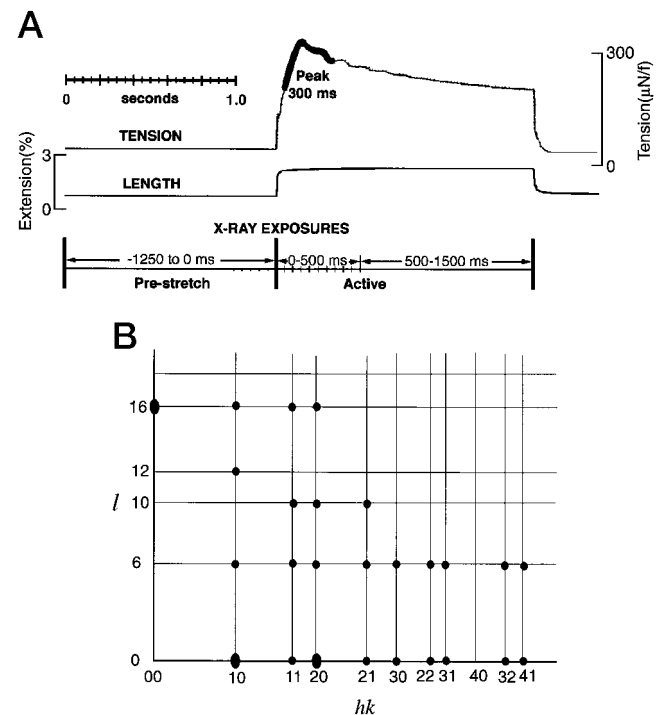 A
0 seconds 1.0
Peak
300 ms
300
0
Tension(μN/f)
TENSION
Extension(%)
3
0
LENGTH
X-RAY EXPOSURES
-1250 to 0 ms
0-500 ms
500-1500 ms
Pre-stretch
Active
B
16
12
l 10
6
0
00 10 11 20 21 30 22 31 40 32 41
hk